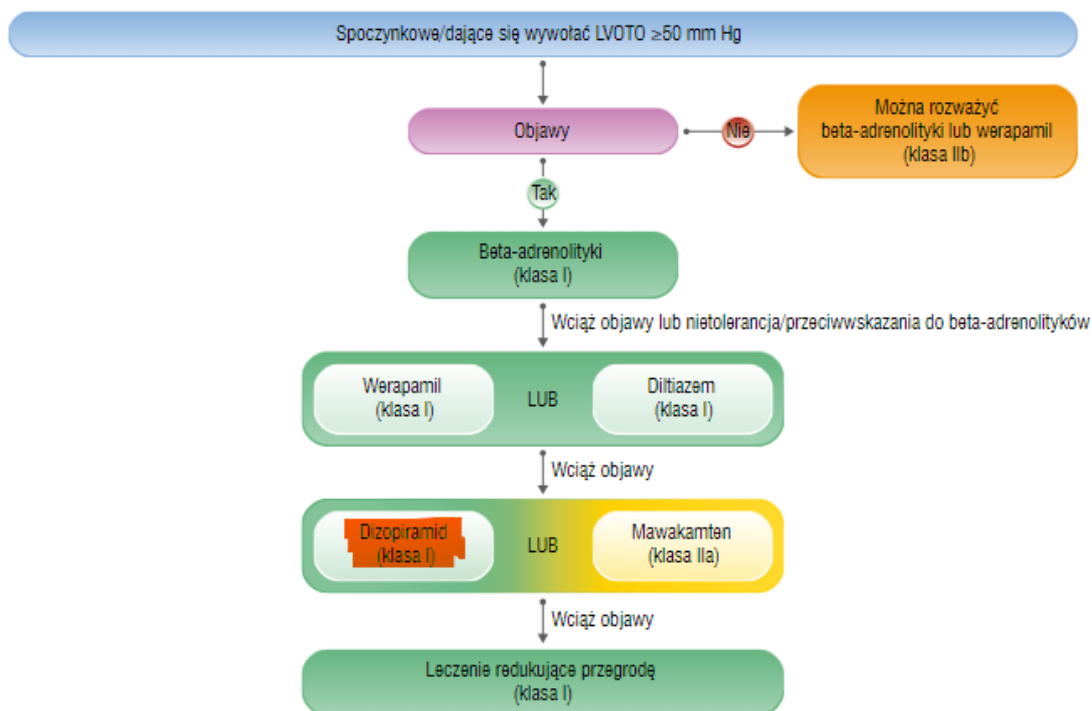 Spoczynkowe/dające się wywołać LVOTO ≥50 mm Hg
Objawy
Nie
Można rozważyć
beta-adrenolityki lub werapamil
(klasa IIb)
Tak
Beta-adrenolityki
(klasa I)
Wciąż objawy lub nietolerancja/przeciwwskazania do beta-adrenolityków
Werapamil
(klasa I)
LUB
Diltiazem
(klasa I)
Wciąż objawy
Dizopiramid
(klasa I)
LUB
Mawakamten
(klasa IIa)
Wciąż objawy
Leczenie redukujące przegrodę
(klasa I)